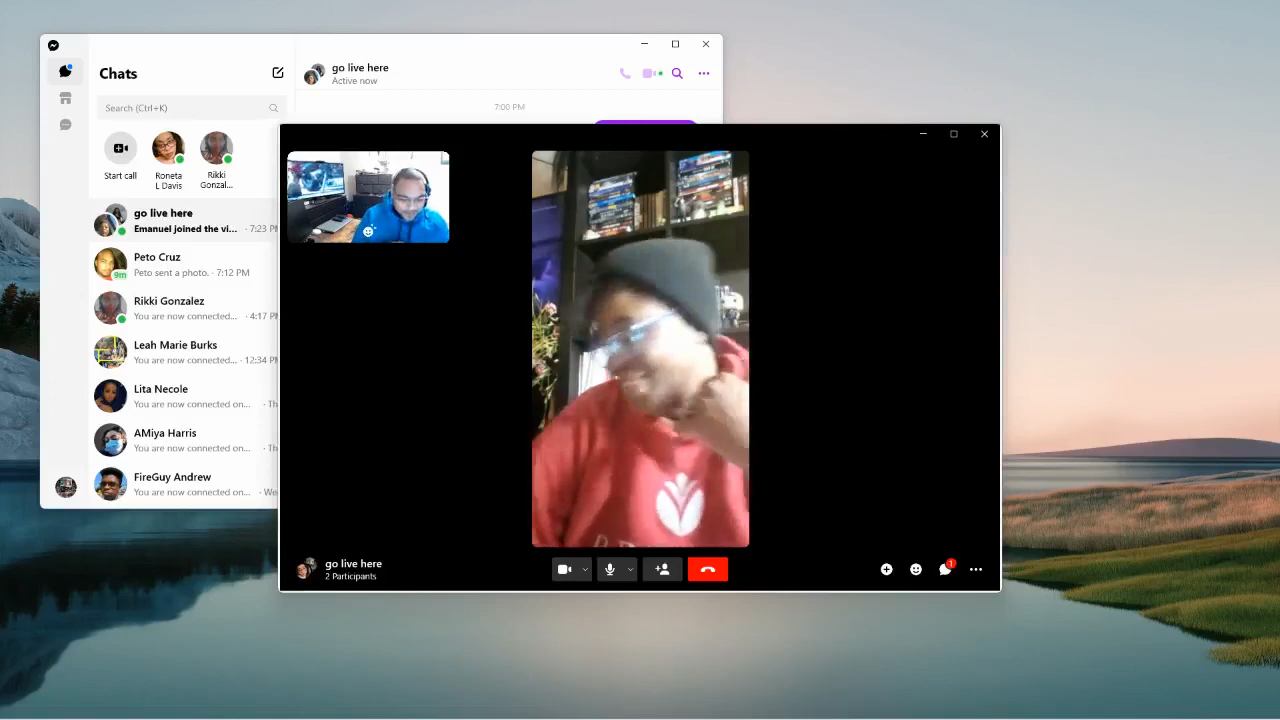 Chats
Search (Ctrl+K)
Start call
Roneta
L Davis
Rikki
Gonzal...
go live here
Emanuel joined the vi... · 7:23 PM
Peto Cruz
Peto sent a photo. · 7:12 PM
9m
Rikki Gonzalez
You are now connected... · 4:17 PM
Leah Marie Burks
You are now connected... · 12:34 PM
Lita Necole
You are now connected on... · Th
AMiya Harris
You are now connected on... · Th
FireGuy Andrew
You are now connected on... · We
go live here
Active now
7:00 PM
go live here
2 Participants
1